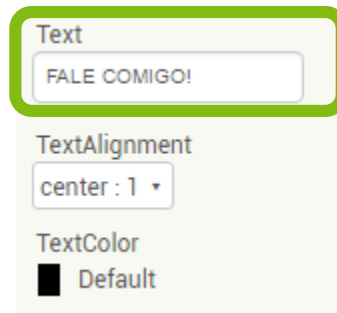 Text
FALE COMIGO!
TextAlignment
center : 1
TextColor
Default